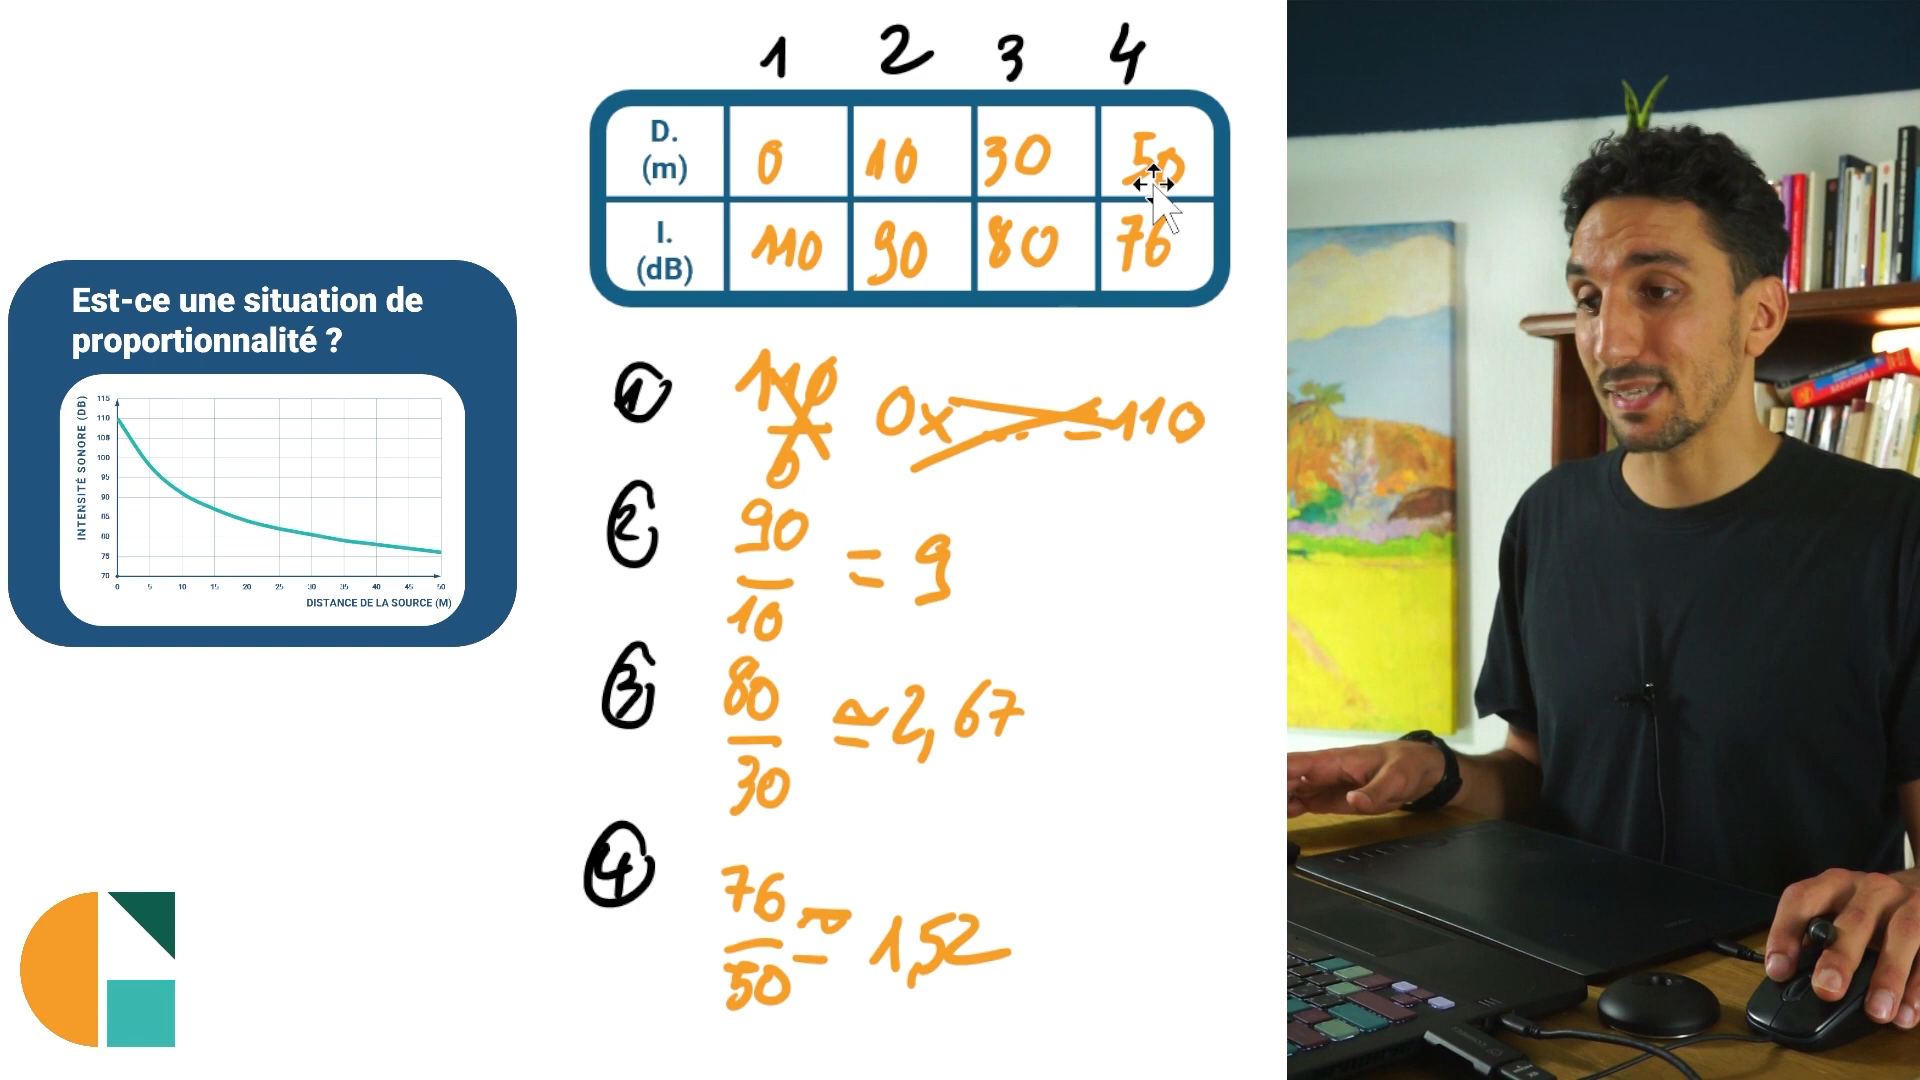 Est-ce une situation de
proportionnalité ?
INTENSITÉ SONORE (DB)
115
110
105
100
95
90
85
80
75
70
0 5 10 15 20 25 30 35 40 45 50
DISTANCE DE LA SOURCE (M)
1 2 3 4
D. (m) 0 10 30 50
I. (dB) 110 90 80 76
1 110/0 0x ... = 110
2 90/10 = 9
3 80/30 ≃ 2,67
4 76/50 ≃ 1,52